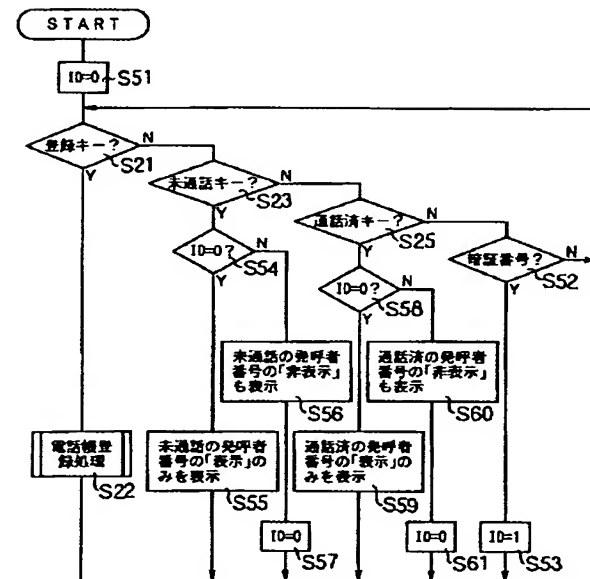 START
ID=0
S51
登録キー?
N
S21
Y
未通話キー?
N
S23
Y
通話済キー?
N
S25
Y
暗証番号?
N
S52
Y
ID=0?
N
S54
Y
ID=0?
N
S58
Y
未通話の発呼者
番号の「非表示」
も表示
S56
通話済の発呼者
番号の「非表示」
も表示
S60
電話帳登
録処理
S22
未通話の発呼者
番号の「表示」の
みを表示
S55
通話済の発呼者
番号の「表示」の
みを表示
S59
ID=0
S57
ID=0
S61
ID=1
S53